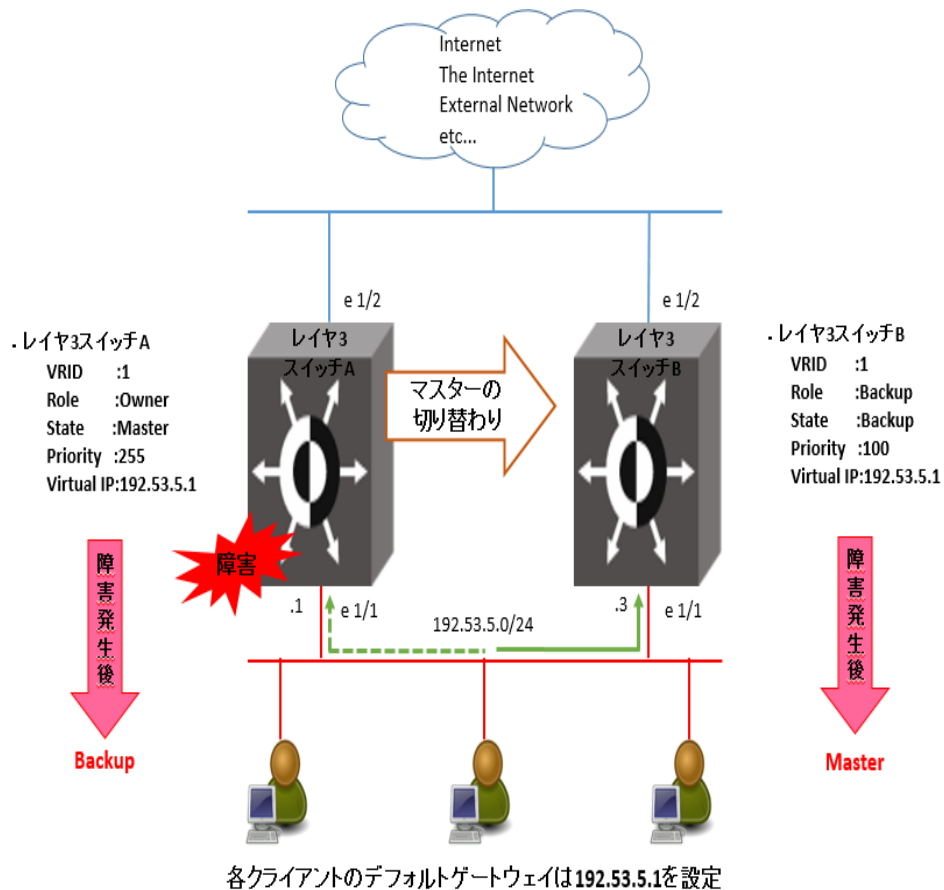 Internet
The Internet
External Network
etc...
e 1/2
e 1/2
. レイヤ3スイッチA
VRID :1
Role :Owner
State :Master
Priority :255
Virtual IP:192.53.5.1
レイヤ3
スイッチA
マスターの
切り替わり
レイヤ3
スイッチB
. レイヤ3スイッチB
VRID :1
Role :Backup
State :Backup
Priority :100
Virtual IP:192.53.5.1
障害
障害発生後
Backup
.1
e 1/1
192.53.5.0/24
.3
e 1/1
障害発生後
Master
各クライアントのデフォルトゲートウェイは192.53.5.1を設定